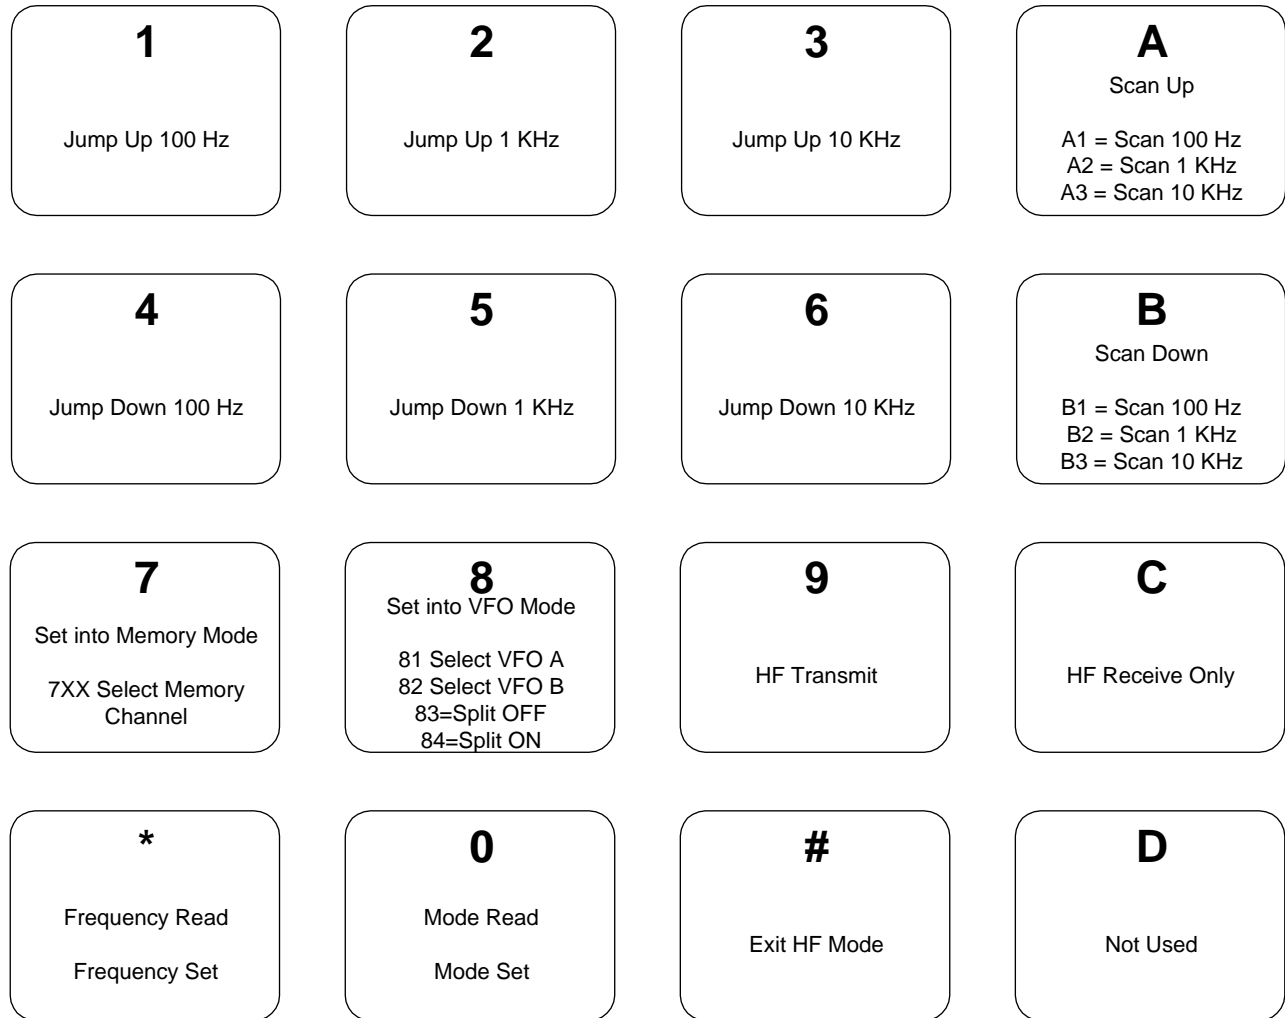 1
Jump Up 100 Hz
2
Jump Up 1 KHz
3
Jump Up 10 KHz
A
Scan Up
A1 = Scan 100 Hz
A2 = Scan 1 KHz
A3 = Scan 10 KHz
4
Jump Down 100 Hz
5
Jump Down 1 KHz
6
Jump Down 10 KHz
B
Scan Down
B1 = Scan 100 Hz
B2 = Scan 1 KHz
B3 = Scan 10 KHz
7
Set into Memory Mode
7XX Select Memory
Channel
8
Set into VFO Mode
81 Select VFO A
82 Select VFO B
83=Split OFF
84=Split ON
9
HF Transmit
C
HF Receive Only
*
Frequency Read
Frequency Set
0
Mode Read
Mode Set
#
Exit HF Mode
D
Not Used